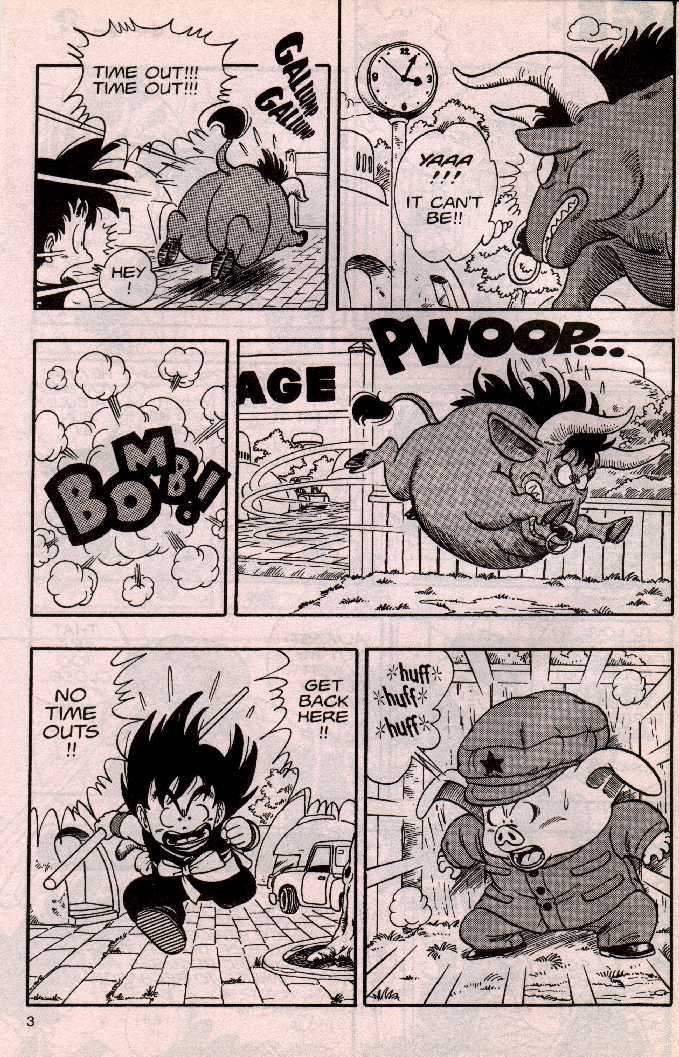 TIME OUT!!!
TIME OUT!!!
GALUMP
GALUMP
HEY
!
YAAA
!!!
IT CAN'T
BE!!
BOMB!
PWOOP...
AGE
NO
TIME
OUTS
!!
GET
BACK
HERE
!!
*huff*
*huff*
*huff*
3